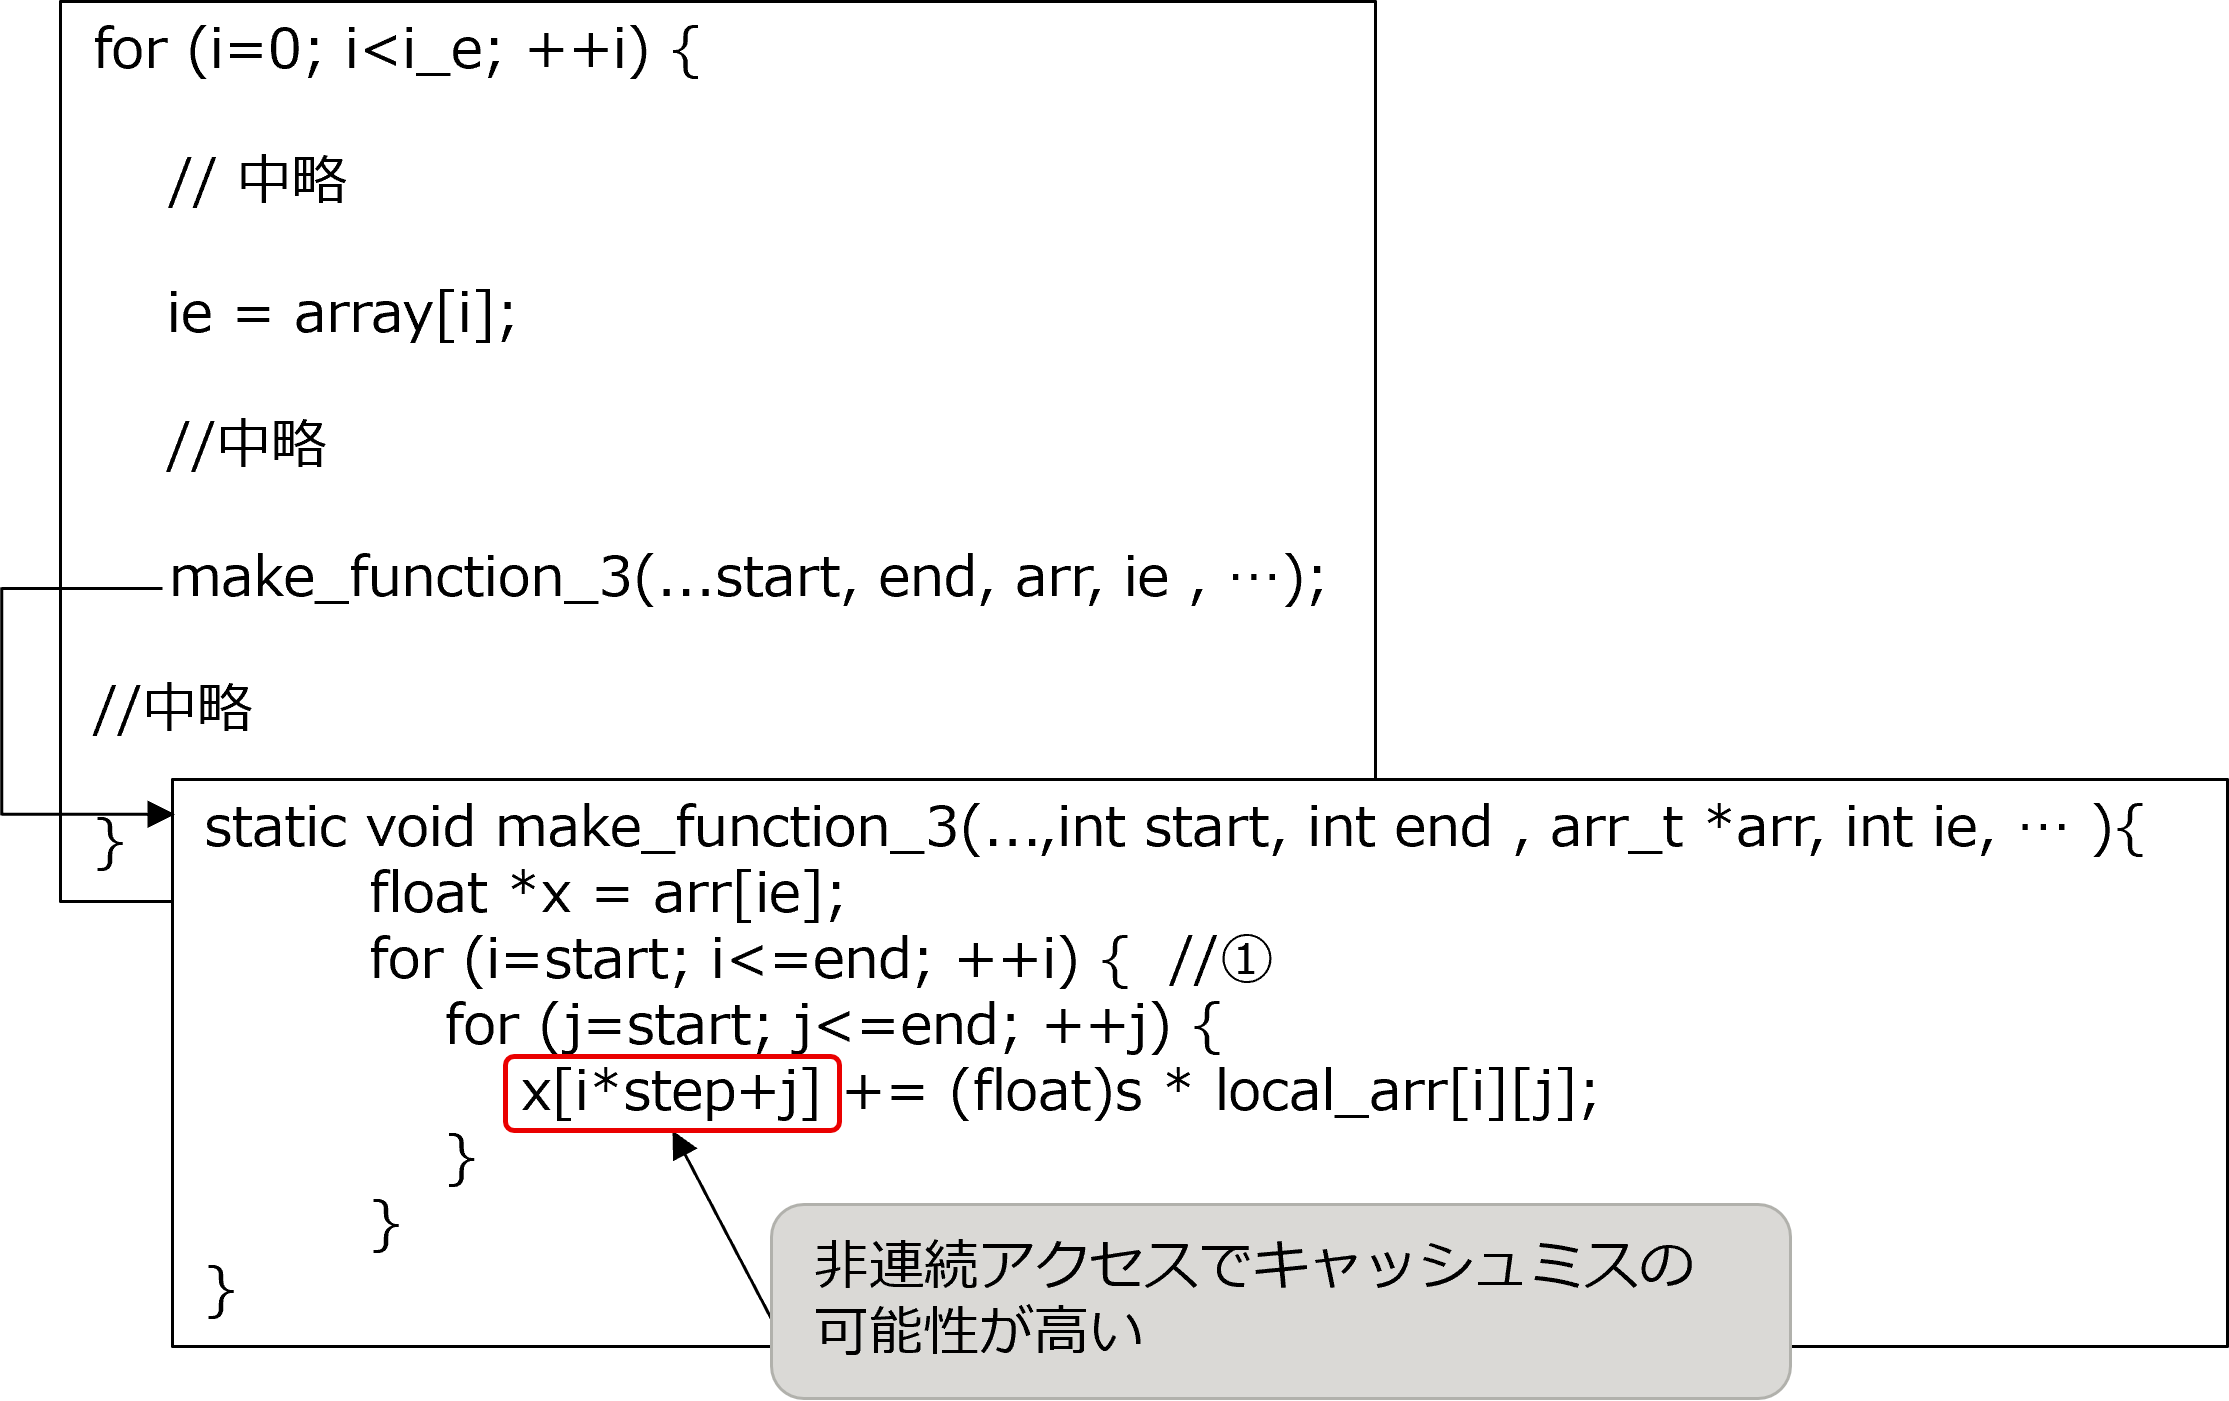 for (i=0; i<i_e; ++i) {
// 中略
ie = array[i];
//中略
make_function_3(...start, end, arr, ie , …);
//中略
}
static void make_function_3(...,int start, int end , arr_t *arr, int ie, … ){
float *x = arr[ie];
for (i=start; i<=end; ++i) {  //①
for (j=start; j<=end; ++j) {
x[i*step+j] += (float)s * local_arr[i][j];
}
}
}
非連続アクセスでキャッシュミスの
可能性が高い